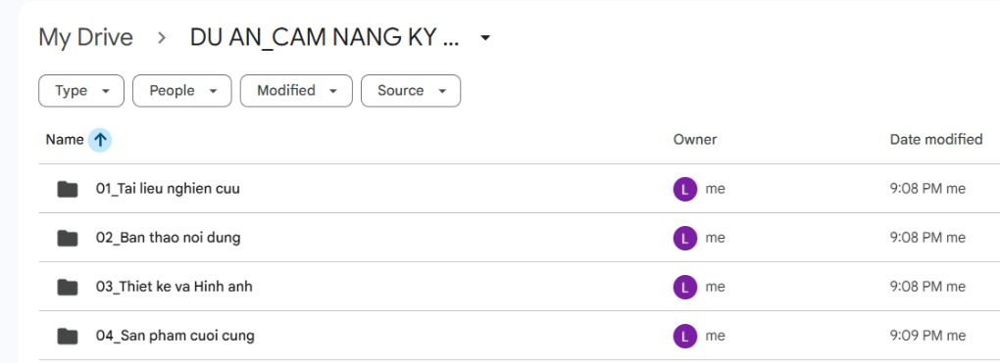 My Drive > DU AN_CAM NANG KY ...
Type People Modified Source
Name Owner Date modified
01_Tai lieu nghien cuu L me 9:08 PM me
02_Ban thao noi dung L me 9:08 PM me
03_Thiet ke va Hinh anh L me 9:08 PM me
04_San pham cuoi cung L me 9:09 PM me